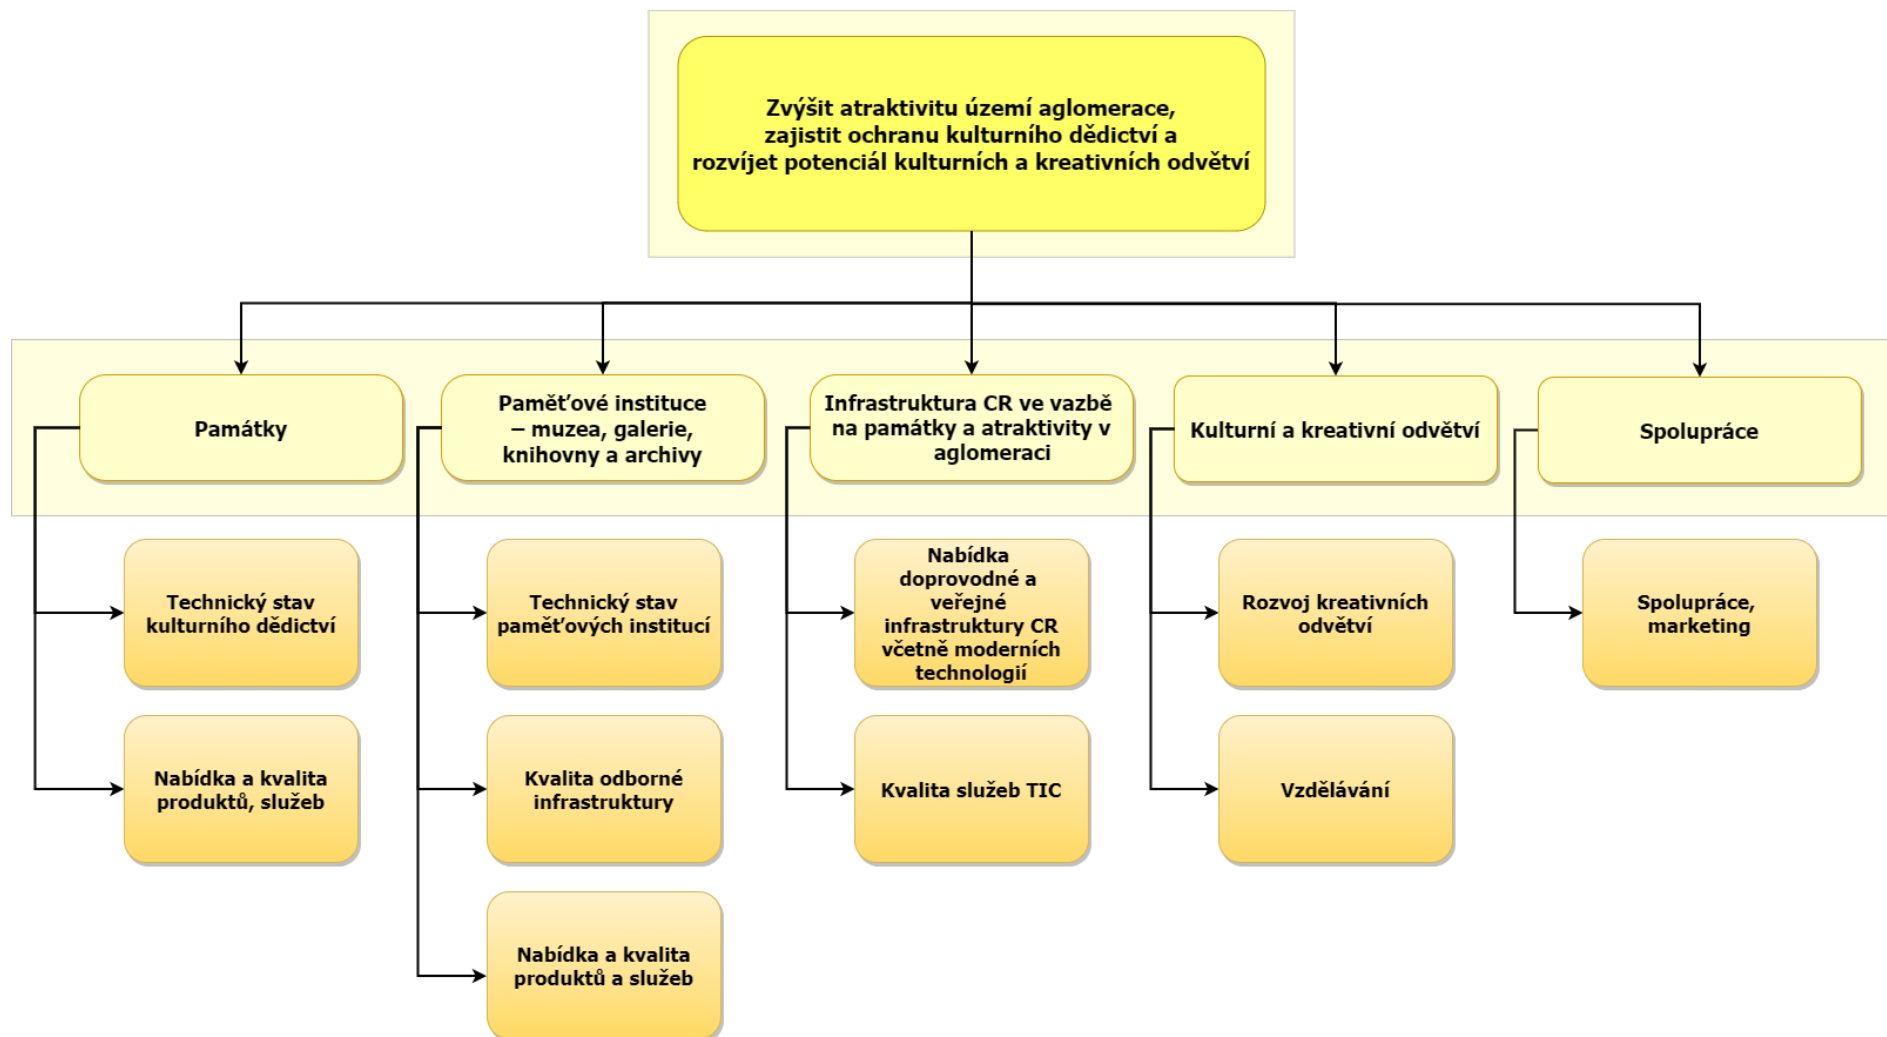 Zvýšit atraktivitu území aglomerace,
zajistit ochranu kulturního dědictví a
rozvíjet potenciál kulturních a kreativních odvětví
Památky
Paměťové instituce
– muzea, galerie,
knihovny a archivy
Infrastruktura CR ve vazbě
na památky a atraktivity v
aglomeraci
Kulturní a kreativní odvětví
Spolupráce
Technický stav
kulturního dědictví
Technický stav
paměťových institucí
Nabídka
doprovodné a
veřejné
infrastruktury CR
včetně moderních
technologií
Rozvoj kreativních
odvětví
Spolupráce,
marketing
Nabídka a kvalita
produktů, služeb
Kvalita odborné
infrastruktury
Kvalita služeb TIC
Vzdělávání
Nabídka a kvalita
produktů a služeb